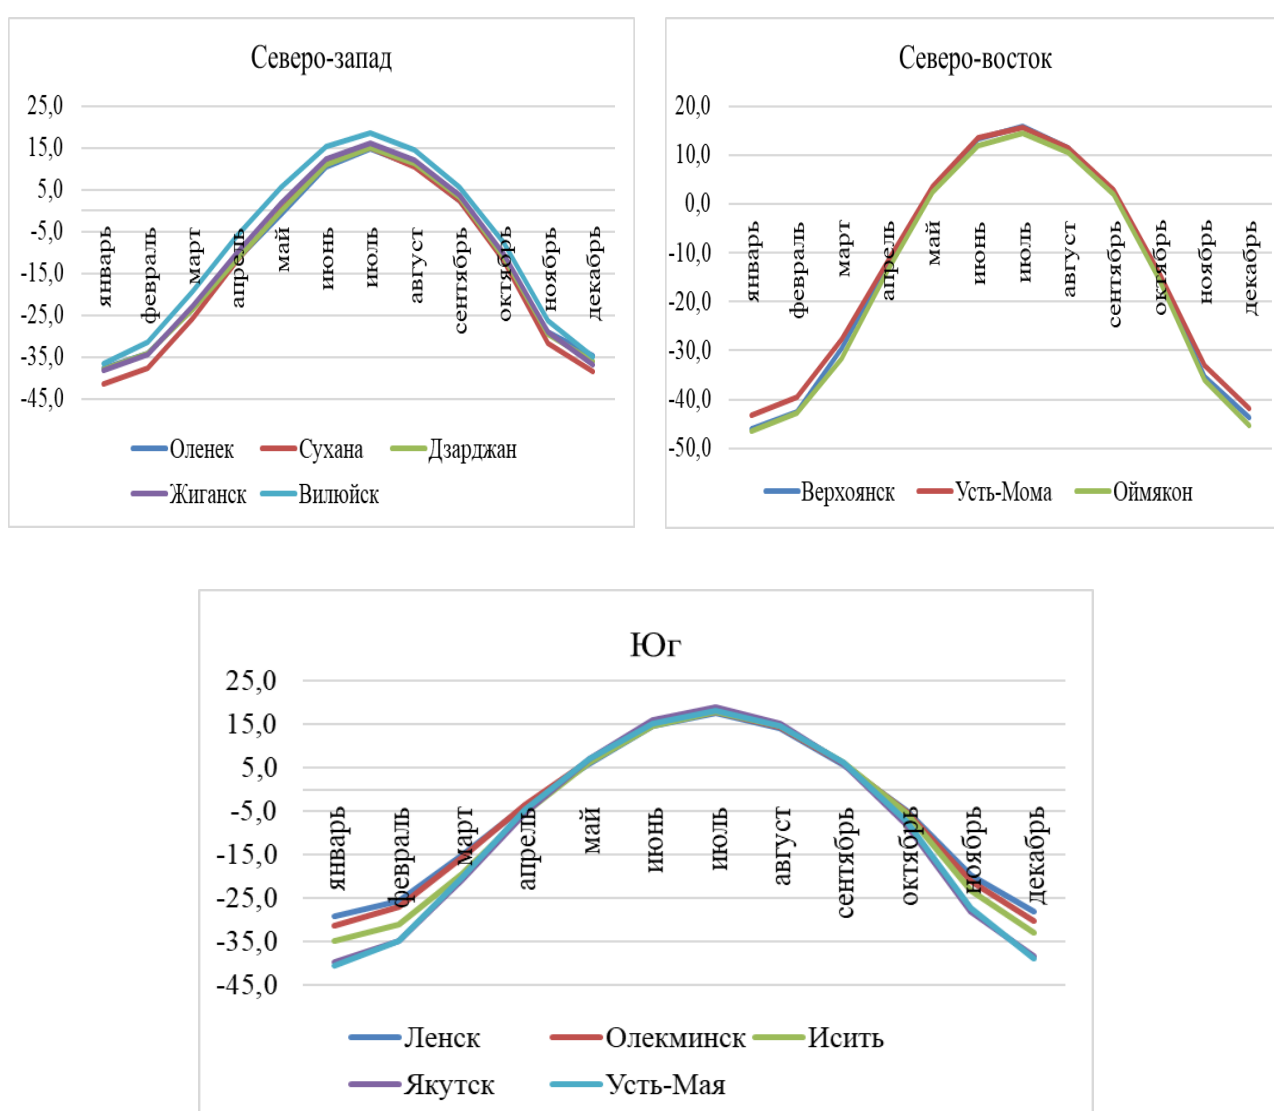 Северо-запад
25,0
15,0
5,0
-5,0
-15,0
-25,0
-35,0
-45,0
январь
февраль
март
апрель
май
июнь
июль
август
сентябрь
октябрь
ноябрь
декабрь
Оленек Сухана Дзарджан
Жиганск Вилюйск
Северо-восток
20,0
10,0
0,0
-10,0
-20,0
-30,0
-40,0
-50,0
январь
февраль
март
апрель
май
июнь
июль
август
сентябрь
октябрь
ноябрь
декабрь
Верхоянск Усть-Мома Оймякон
Юг
25,0
15,0
5,0
-5,0
-15,0
-25,0
-35,0
-45,0
январь
февраль
март
апрель
май
июнь
июль
август
сентябрь
октябрь
ноябрь
декабрь
Ленск Олекминск Исить
Якутск Усть-Мая